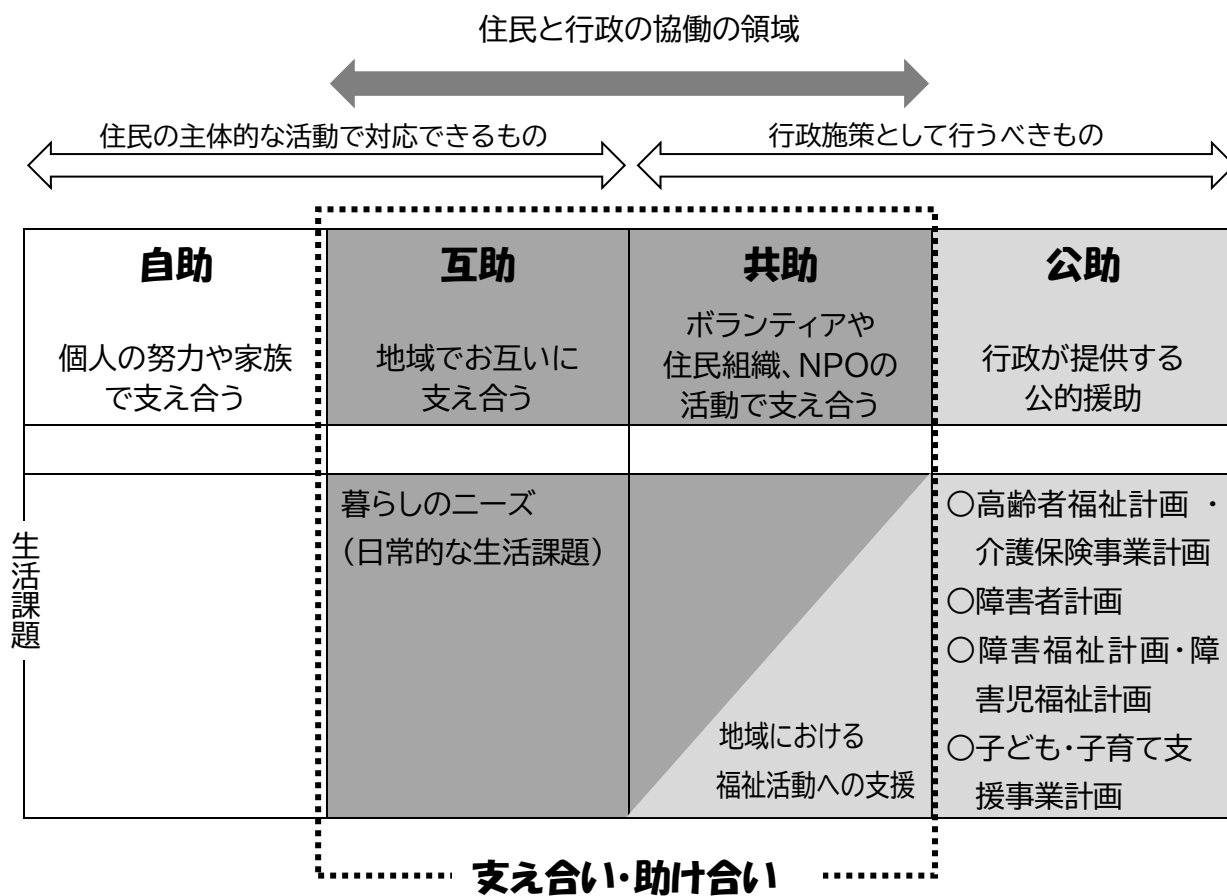 住民と行政の協働の領域
住民の主体的な活動で対応できるもの
行政施策として行うべきもの
自助
個人の努力や家族
で支え合う
互助
地域でお互いに
支え合う
共助
ボランティアや
住民組織、NPOの
活動で支え合う
公助
行政が提供する
公的援助
生活課題
暮らしのニーズ
（日常的な生活課題）
地域における
福祉活動への支援
○高齢者福祉計画・
介護保険事業計画
○障害者計画
○障害福祉計画・障
害児福祉計画
○子ども・子育て支
援事業計画
支え合い・助け合い